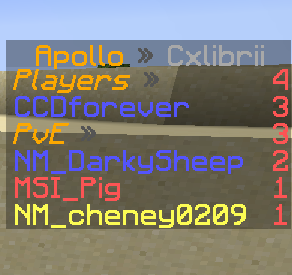 Apollo » Cxlibrii
Players » 4
CCDforever 3
PvE » 3
NM_DarkySheep 2
MSI_Pig 1
NM_cheney0209 1